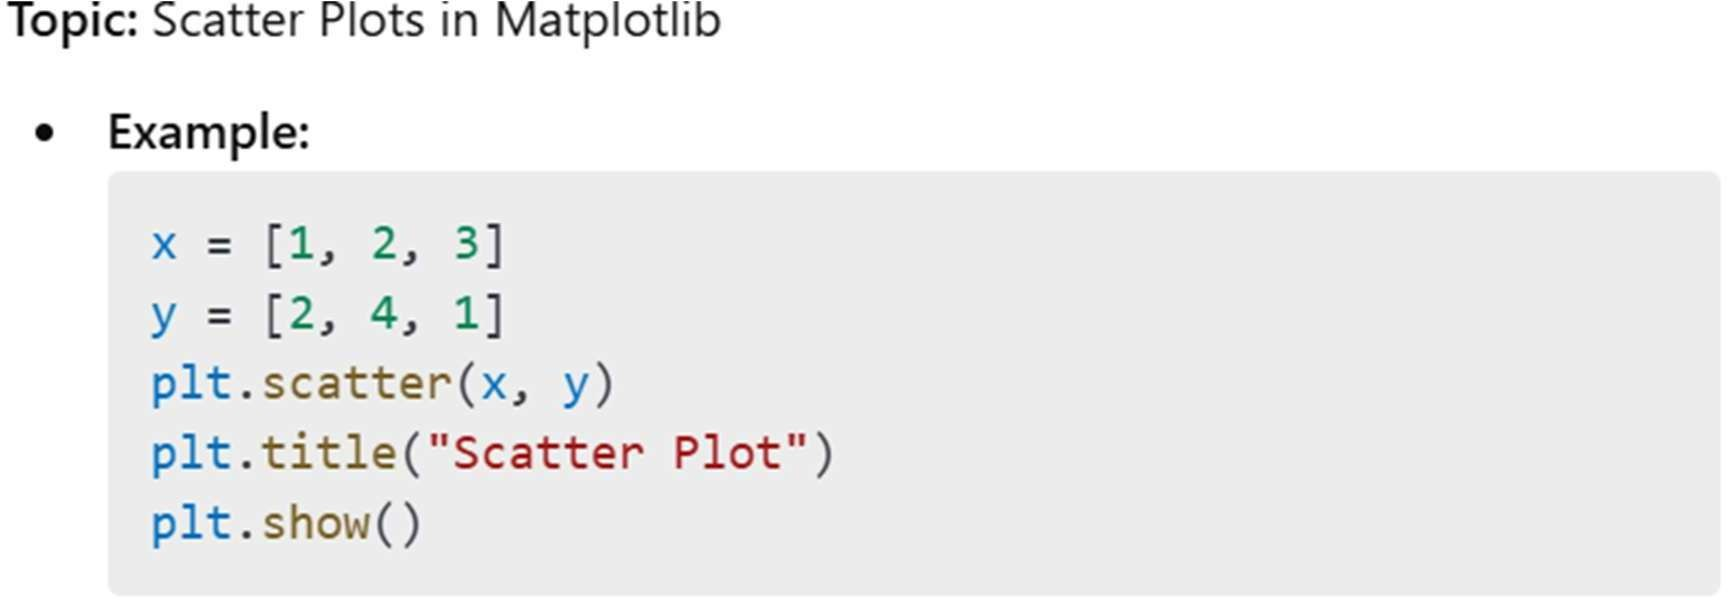 Topic: Scatter Plots in Matplotlib
• Example:
x = [1, 2, 3]
y = [2, 4, 1]
plt.scatter(x, y)
plt.title("Scatter Plot")
plt.show()